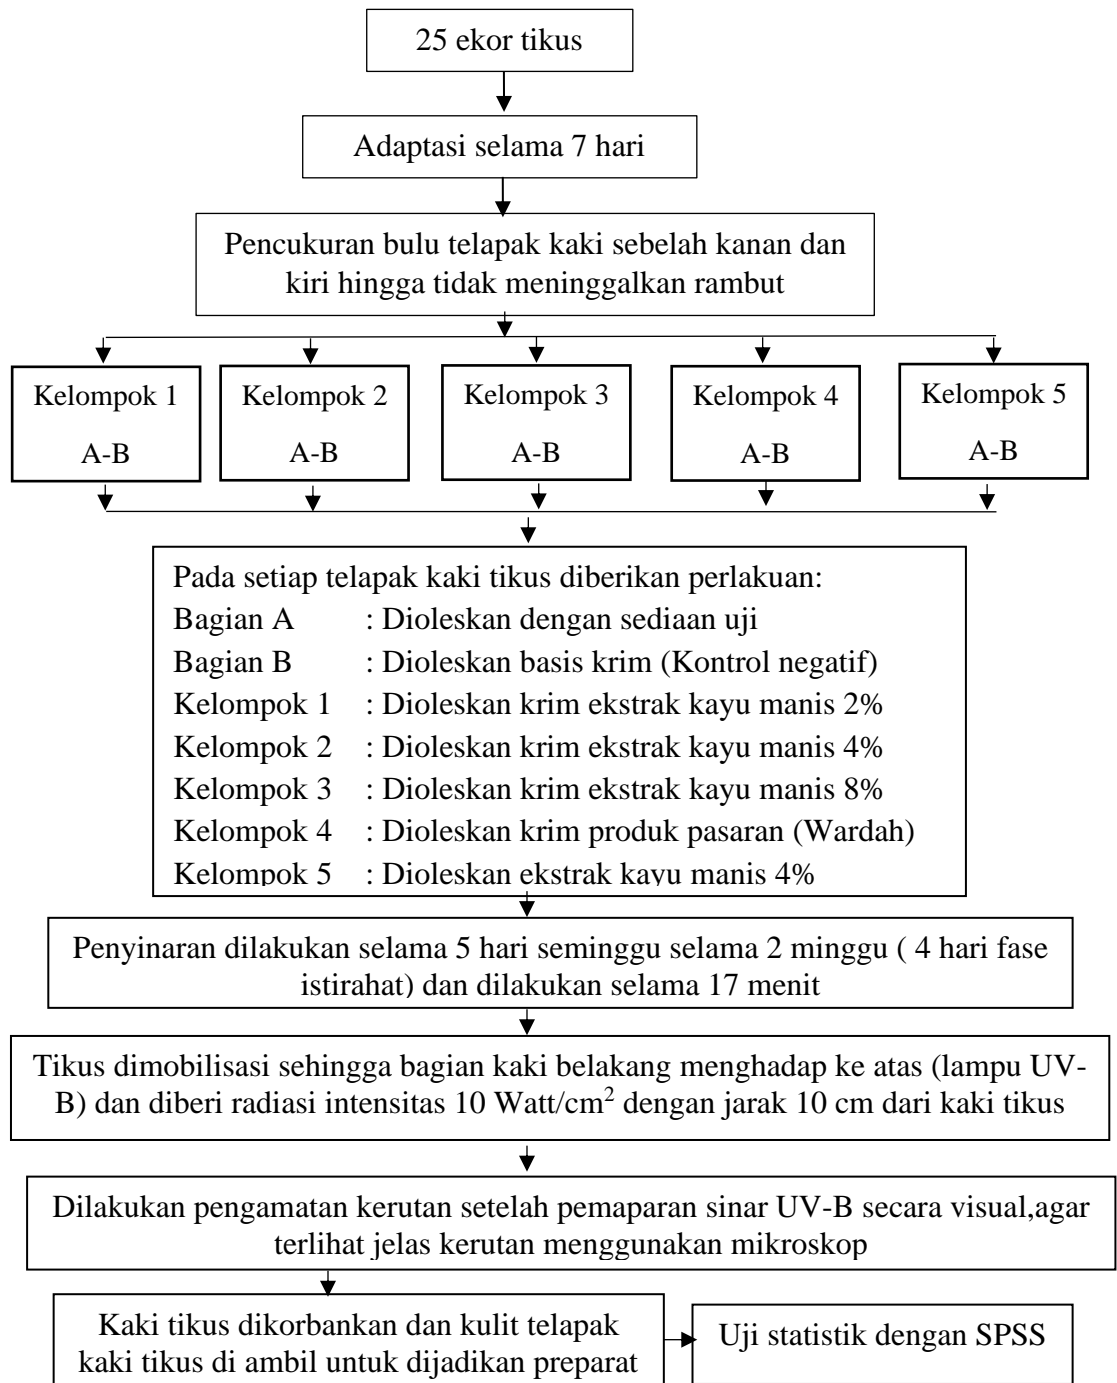 25 ekor tikus
Adaptasi selama 7 hari
Pencukuran bulu telapak kaki sebelah kanan dan
kiri hingga tidak meninggalkan rambut
Kelompok 1
A-B
Kelompok 2
A-B
Kelompok 3
A-B
Kelompok 4
A-B
Kelompok 5
A-B
Pada setiap telapak kaki tikus diberikan perlakuan:
Bagian A : Dioleskan dengan sediaan uji
Bagian B : Dioleskan basis krim (Kontrol negatif)
Kelompok 1 : Dioleskan krim ekstrak kayu manis 2%
Kelompok 2 : Dioleskan krim ekstrak kayu manis 4%
Kelompok 3 : Dioleskan krim ekstrak kayu manis 8%
Kelompok 4 : Dioleskan krim produk pasaran (Wardah)
Kelompok 5 : Dioleskan ekstrak kayu manis 4%
Penyinaran dilakukan selama 5 hari seminggu selama 2 minggu ( 4 hari fase
istirahat) dan dilakukan selama 17 menit
Tikus dimobilisasi sehingga bagian kaki belakang menghadap ke atas (lampu UV-
B) dan diberi radiasi intensitas 10 Watt/cm² dengan jarak 10 cm dari kaki tikus
Dilakukan pengamatan kerutan setelah pemaparan sinar UV-B secara visual,agar
terlihat jelas kerutan menggunakan mikroskop
Kaki tikus dikorbankan dan kulit telapak
kaki tikus di ambil untuk dijadikan preparat
Uji statistik dengan SPSS